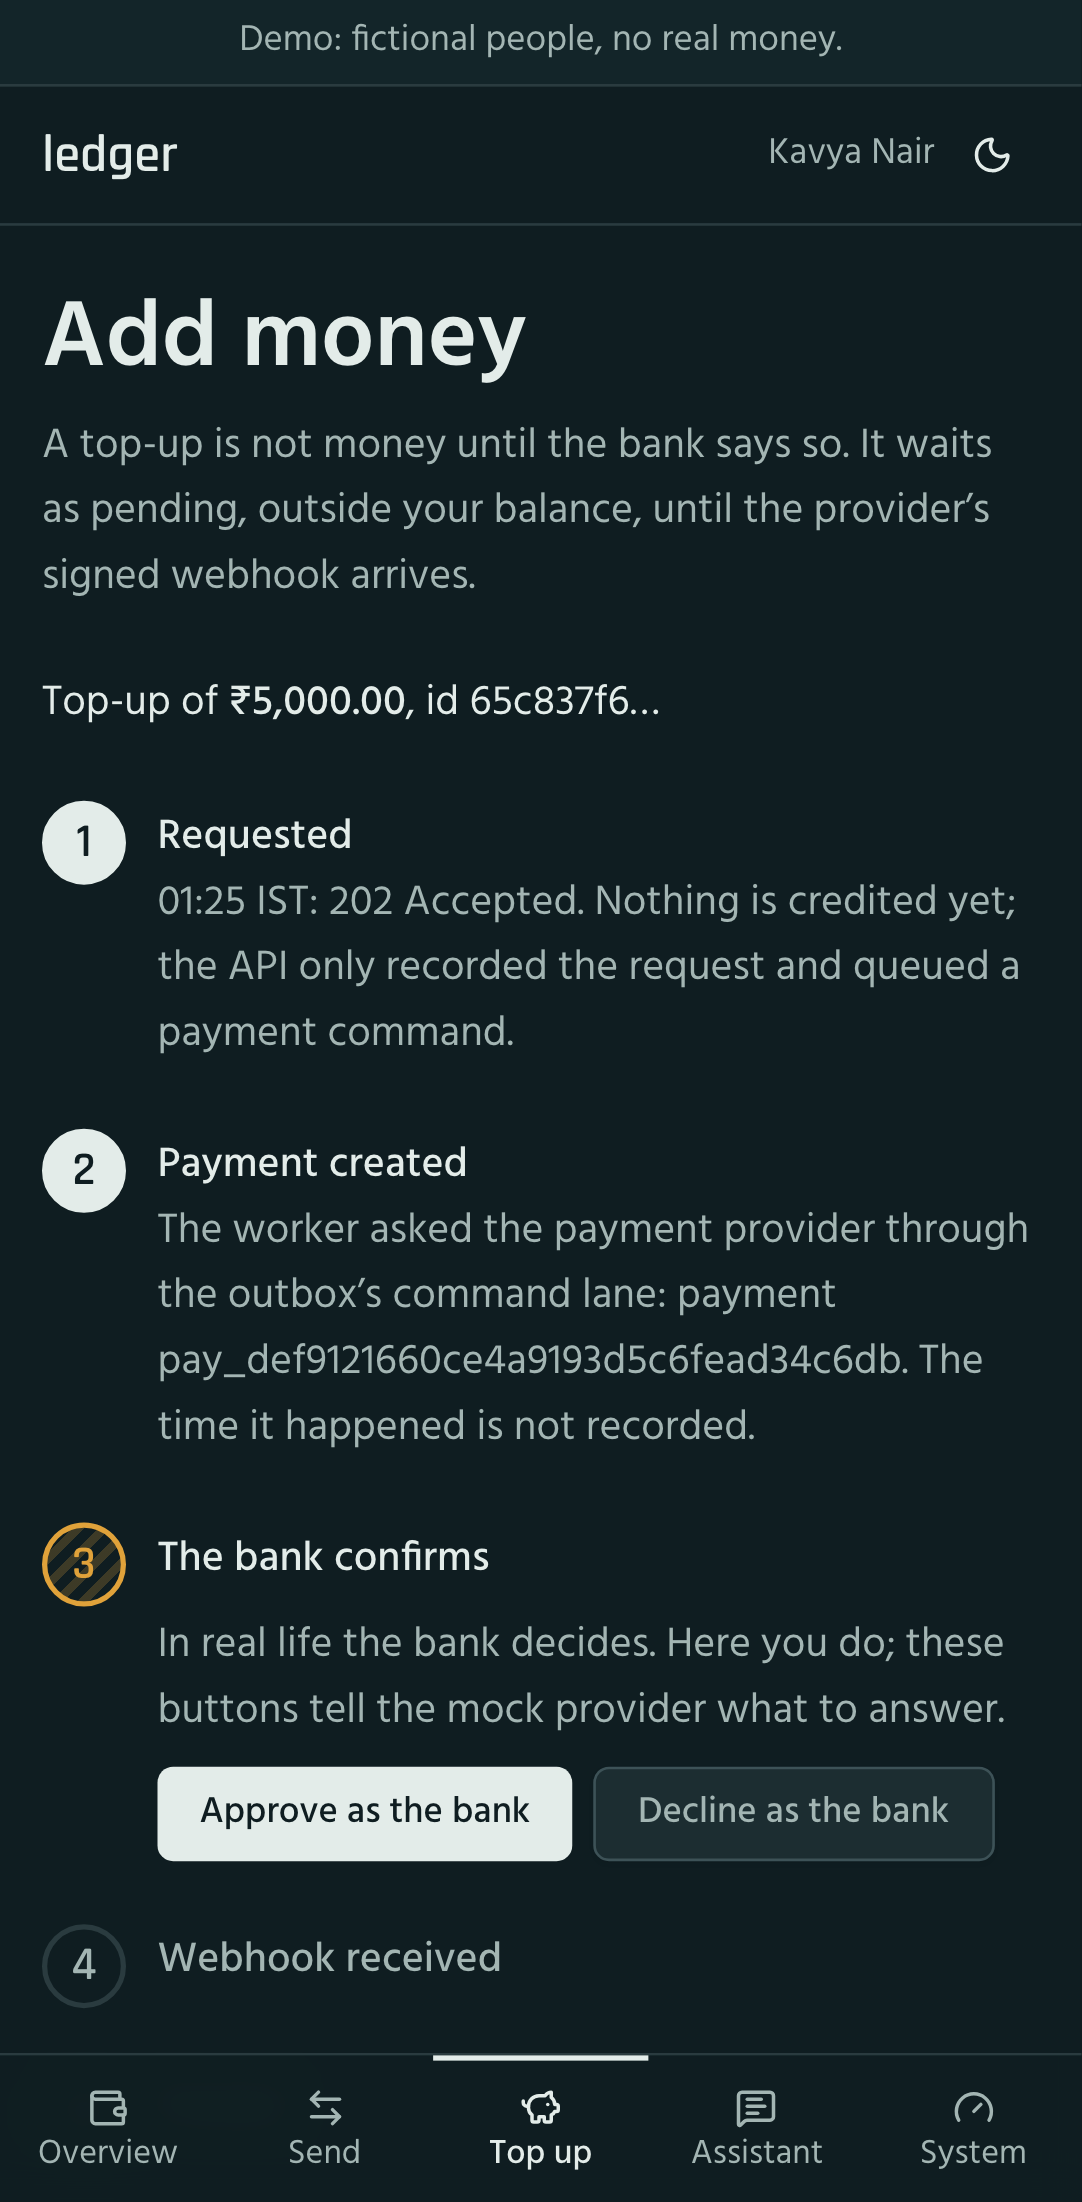 Demo: fictional people, no real money.
ledger
Kavya Nair
Add money
A top-up is not money until the bank says so. It waits
as pending, outside your balance, until the provider’s
signed webhook arrives.
Top-up of ₹5,000.00, id 65c837f6…
1
Requested
01:25 IST: 202 Accepted. Nothing is credited yet;
the API only recorded the request and queued a
payment command.
2
Payment created
The worker asked the payment provider through
the outbox’s command lane: payment
pay_def9121660ce4a9193d5c6fead34c6db. The
time it happened is not recorded.
3
The bank confirms
In real life the bank decides. Here you do; these
buttons tell the mock provider what to answer.
Approve as the bank
Decline as the bank
4
Webhook received
Overview
Send
Top up
Assistant
System